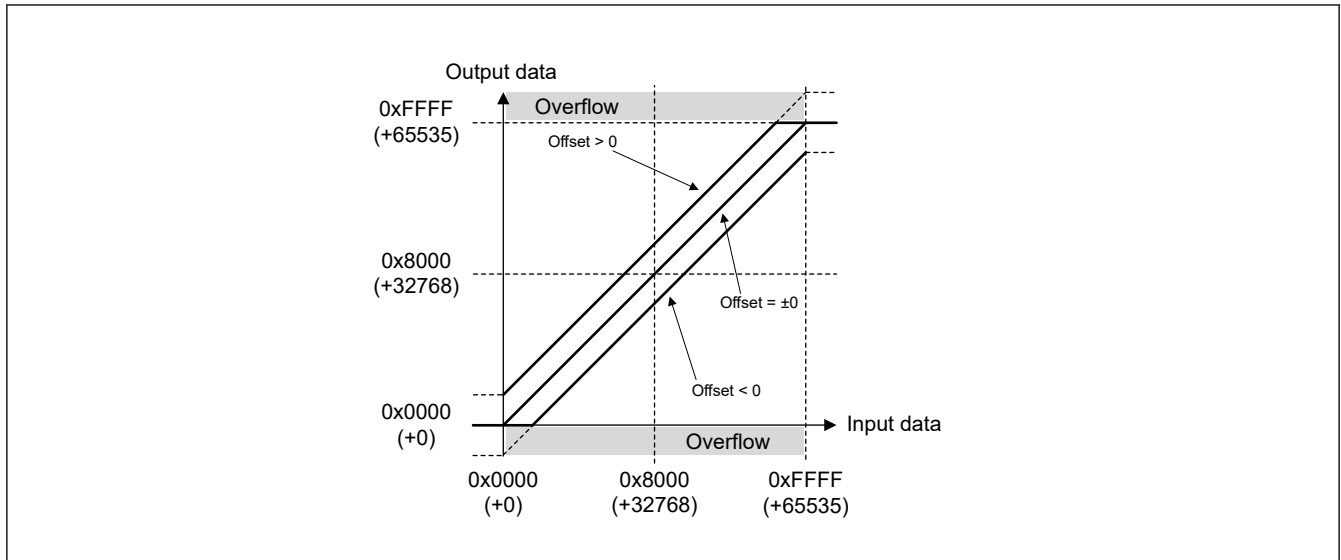 Output data
0xFFFF
(+65535)
Overflow
Offset > 0
0x8000
(+32768)
Offset = ±0
Offset < 0
0x0000
(+0)
Overflow
Input data
0x0000
(+0)
0x8000
(+32768)
0xFFFF
(+65535)